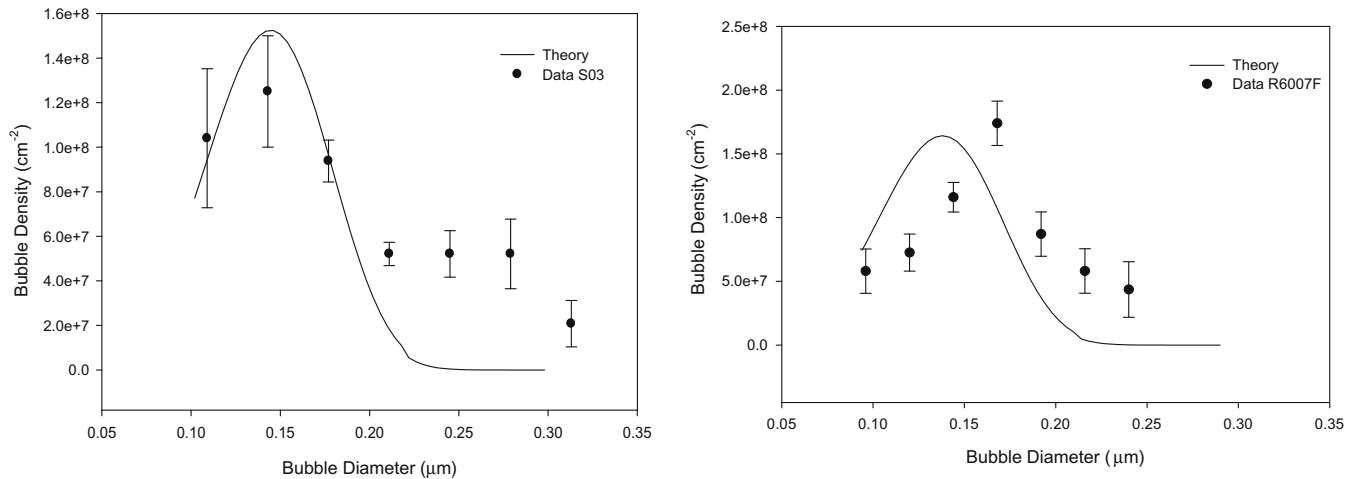 1.6e+8
1.4e+8
1.2e+8
1.0e+8
8.0e+7
6.0e+7
4.0e+7
2.0e+7
0.0
Bubble Density (cm-2)
Theory
Data S03
0.05 0.10 0.15 0.20 0.25 0.30 0.35
Bubble Diameter (μm)
2.5e+8
2.0e+8
1.5e+8
1.0e+8
5.0e+7
0.0
Bubble Density (cm-2)
Theory
Data R6007F
0.05 0.10 0.15 0.20 0.25 0.30 0.35
Bubble Diameter ( μm)